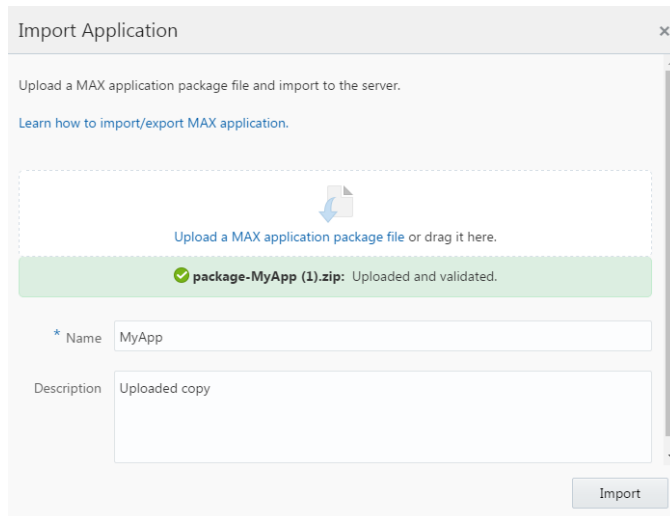 Import Application
Upload a MAX application package file and import to the server.
Learn how to import/export MAX application.
Upload a MAX application package file or drag it here.
package-MyApp (1).zip: Uploaded and validated.
* Name MyApp
Description Uploaded copy
Import